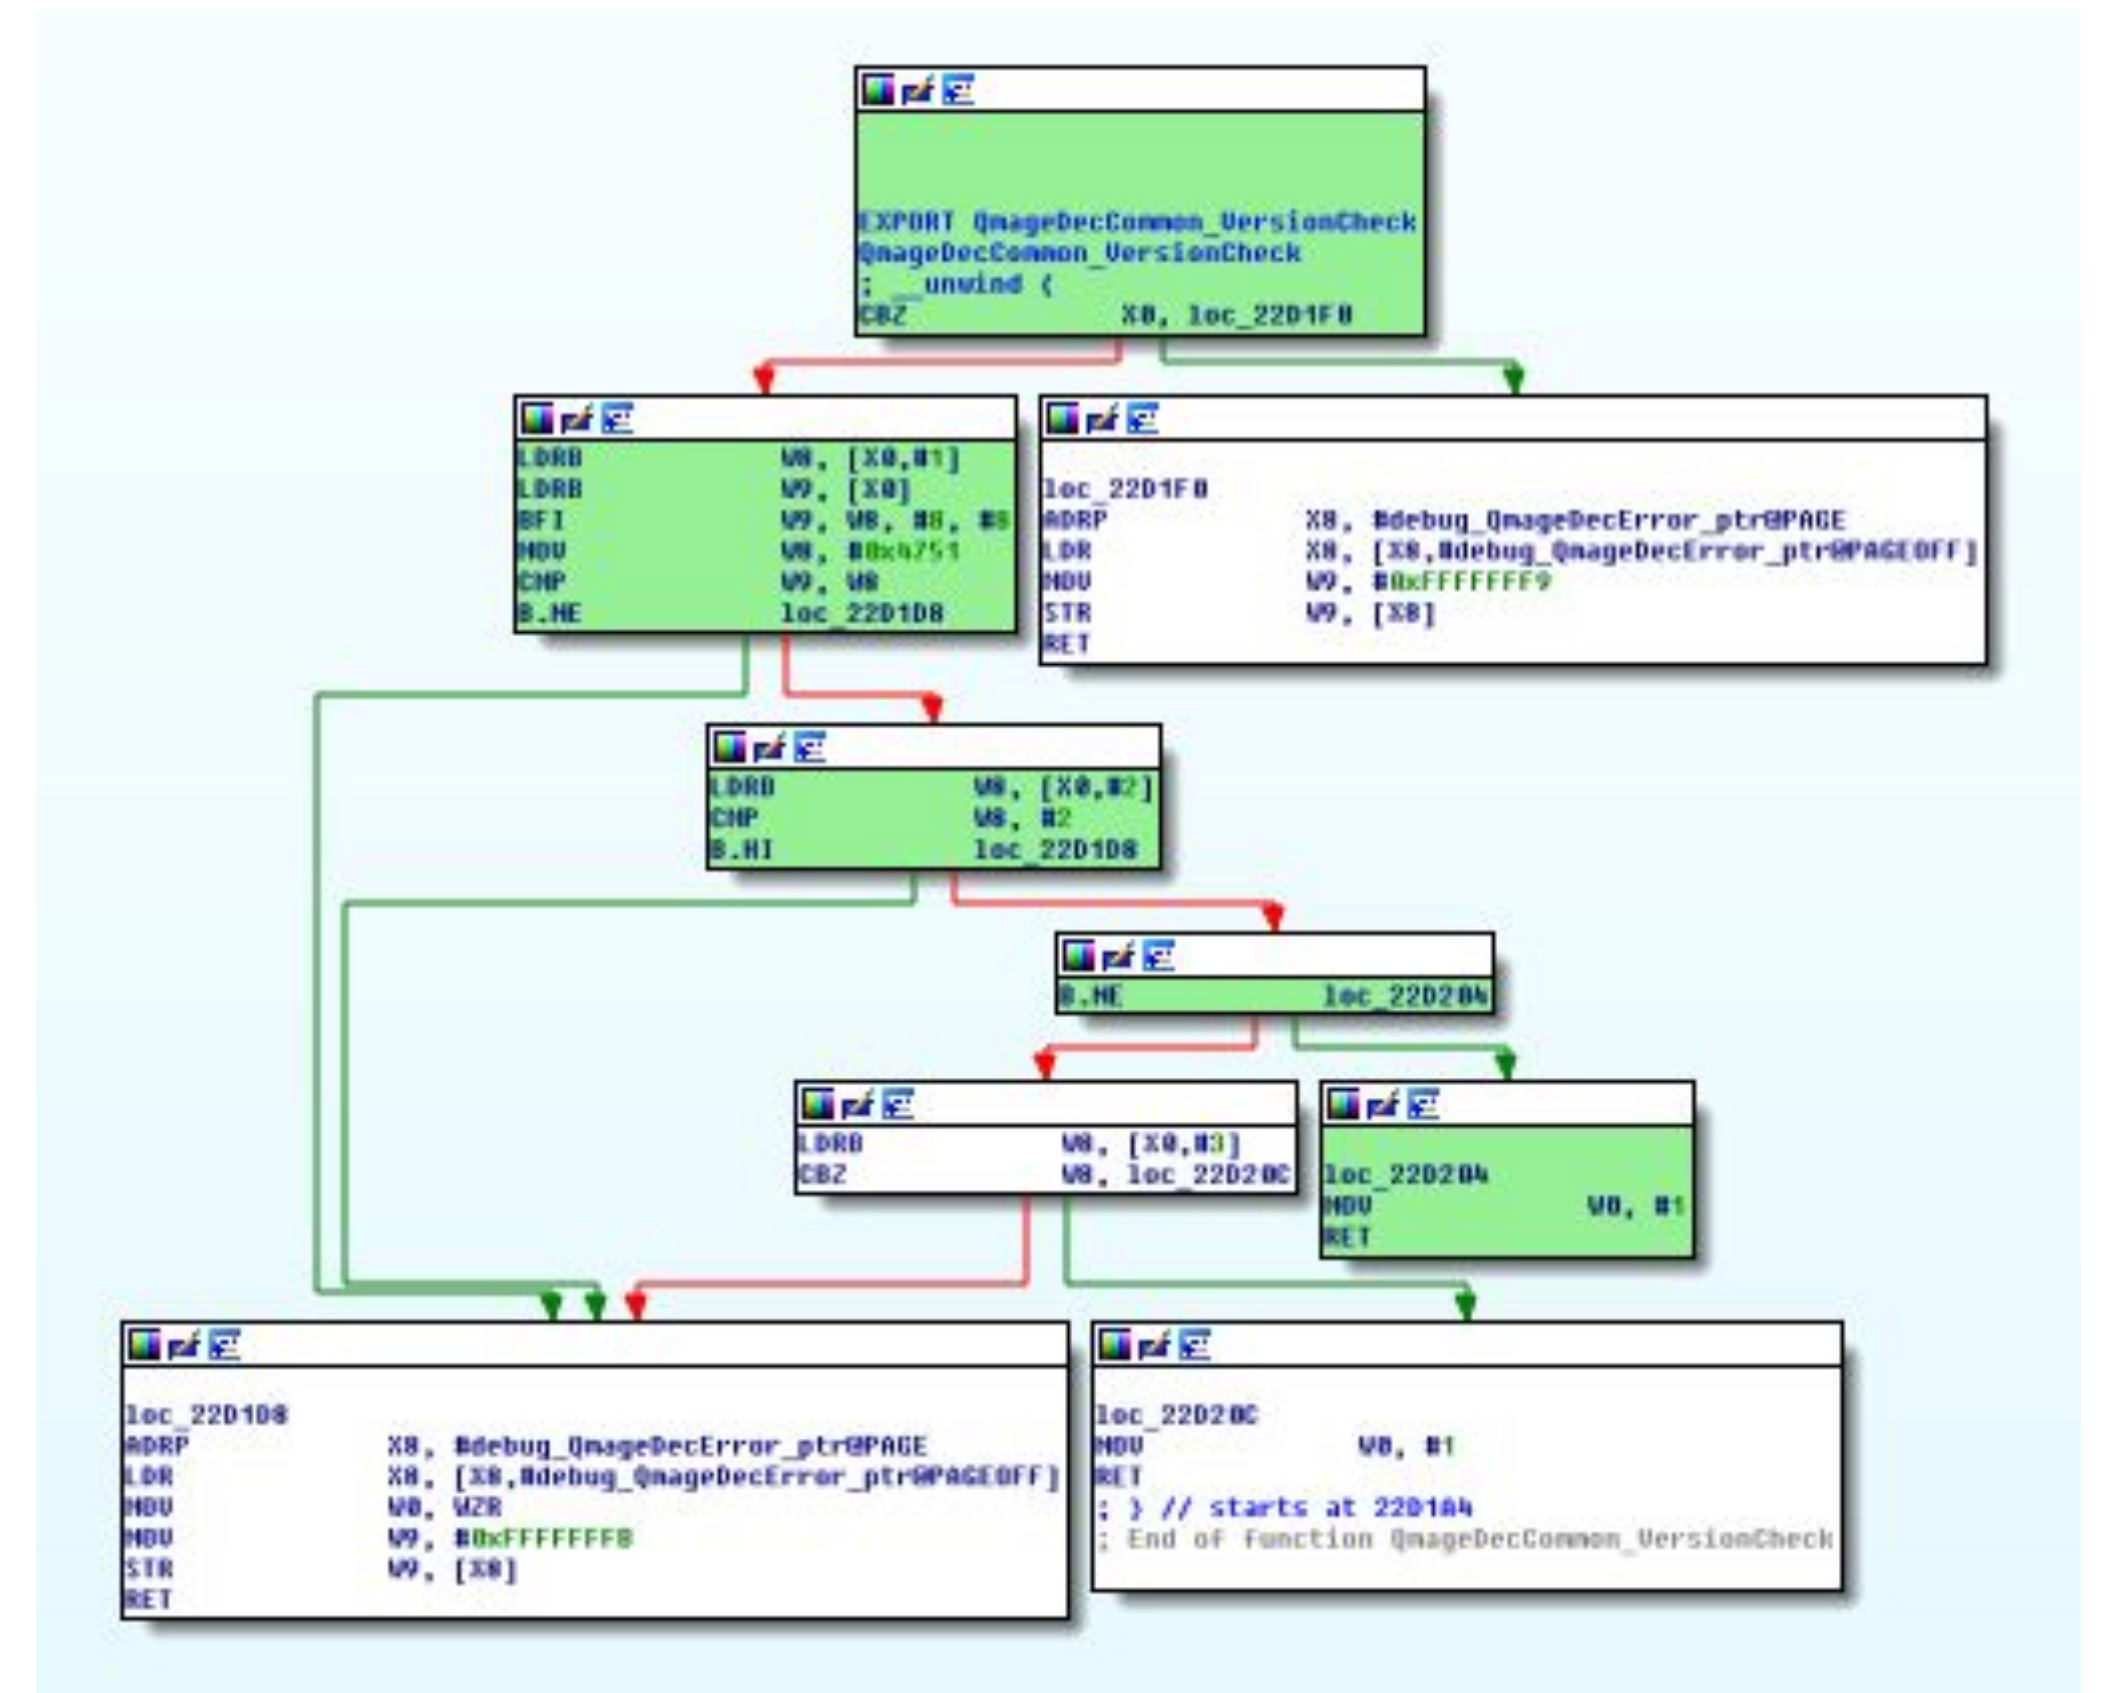 EXPORT QmageDecCommon_VersionCheck
QmageDecCommon_VersionCheck
; __unwind {
CBZ X0, loc_22D1F0
LDRB W8, [X0,#1]
LDRB W9, [X0]
BFI W9, W8, #8, #8
MOV W8, #0x4751
CMP W9, W8
B.NE loc_22D1D8
loc_22D1F0
ADRP X8, #debug_QmageDecError_ptr@PAGE
LDR X8, [X8,#debug_QmageDecError_ptr@PAGEOFF]
MOV W9, #0xFFFFFFF9
STR W9, [X8]
RET
LDRB W8, [X0,#2]
CMP W8, #2
B.HI loc_22D1D8
B.NE loc_22D204
LDRB W8, [X0,#3]
CBZ W8, loc_22D20C
loc_22D204
MOV W0, #1
RET
loc_22D1D8
ADRP X8, #debug_QmageDecError_ptr@PAGE
LDR X8, [X8,#debug_QmageDecError_ptr@PAGEOFF]
MOV W0, WZR
MOV W9,
STR W9, [X8]
RET
loc_22D20C
MOV W0, #1
RET
; } // starts at 22D1A4
; End of function QmageDecCommon_VersionCheck